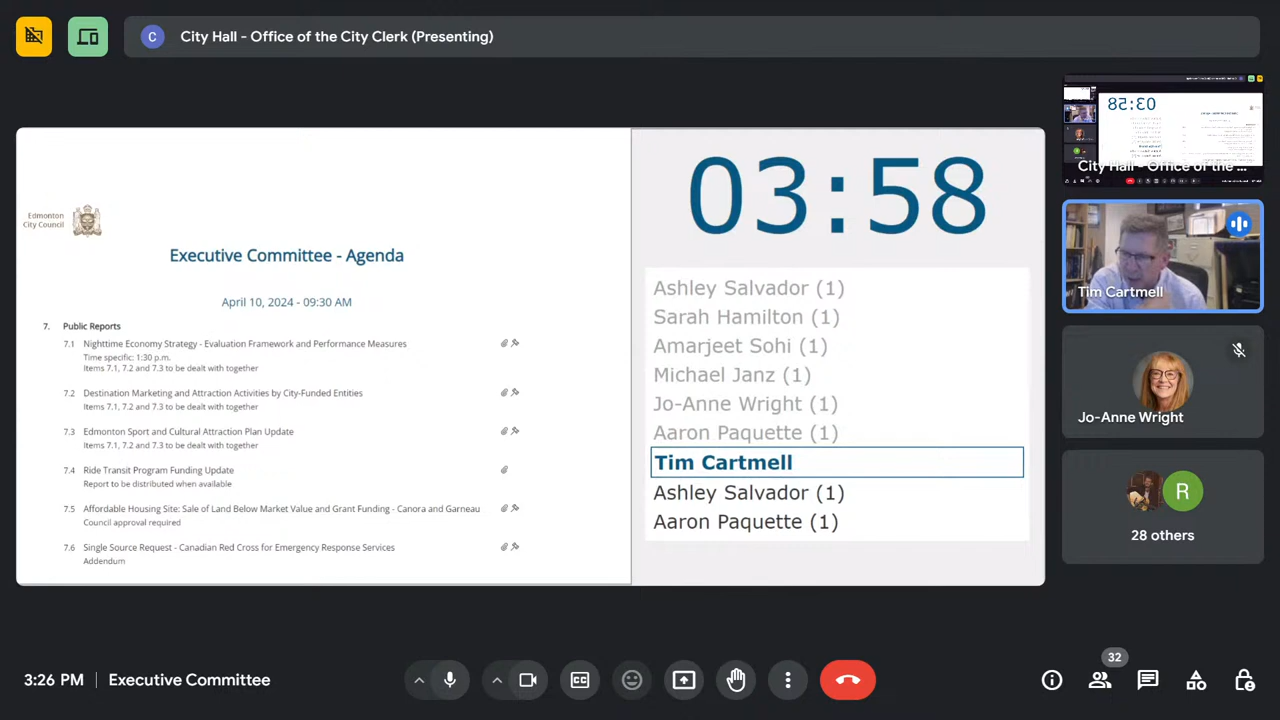 C City Hall - Office of the City Clerk (Presenting)
Edmonton
City Council
Executive Committee - Agenda
April 10, 2024 - 09:30 AM
7. Public Reports
7.1 Nighttime Economy Strategy - Evaluation Framework and Performance Measures
Time specific: 1:30 p.m.
Items 7.1, 7.2 and 7.3 to be dealt with together
7.2 Destination Marketing and Attraction Activities by City-Funded Entities
Items 7.1, 7.2 and 7.3 to be dealt with together
7.3 Edmonton Sport and Cultural Attraction Plan Update
Items 7.1, 7.2 and 7.3 to be dealt with together
7.4 Ride Transit Program Funding Update
Report to be distributed when available
7.5 Affordable Housing Site: Sale of Land Below Market Value and Grant Funding - Canora and Garneau
Council approval required
7.6 Single Source Request - Canadian Red Cross for Emergency Response Services
Addendum
03:58
Ashley Salvador (1)
Sarah Hamilton (1)
Amarjeet Sohi (1)
Michael Janz (1)
Jo-Anne Wright (1)
Aaron Paquette (1)
Tim Cartmell
Ashley Salvador (1)
Aaron Paquette (1)
03:58
City Hall - Office of the ...
Tim Cartmell
Jo-Anne Wright
R
28 others
3:26 PM | Executive Committee
CC
32